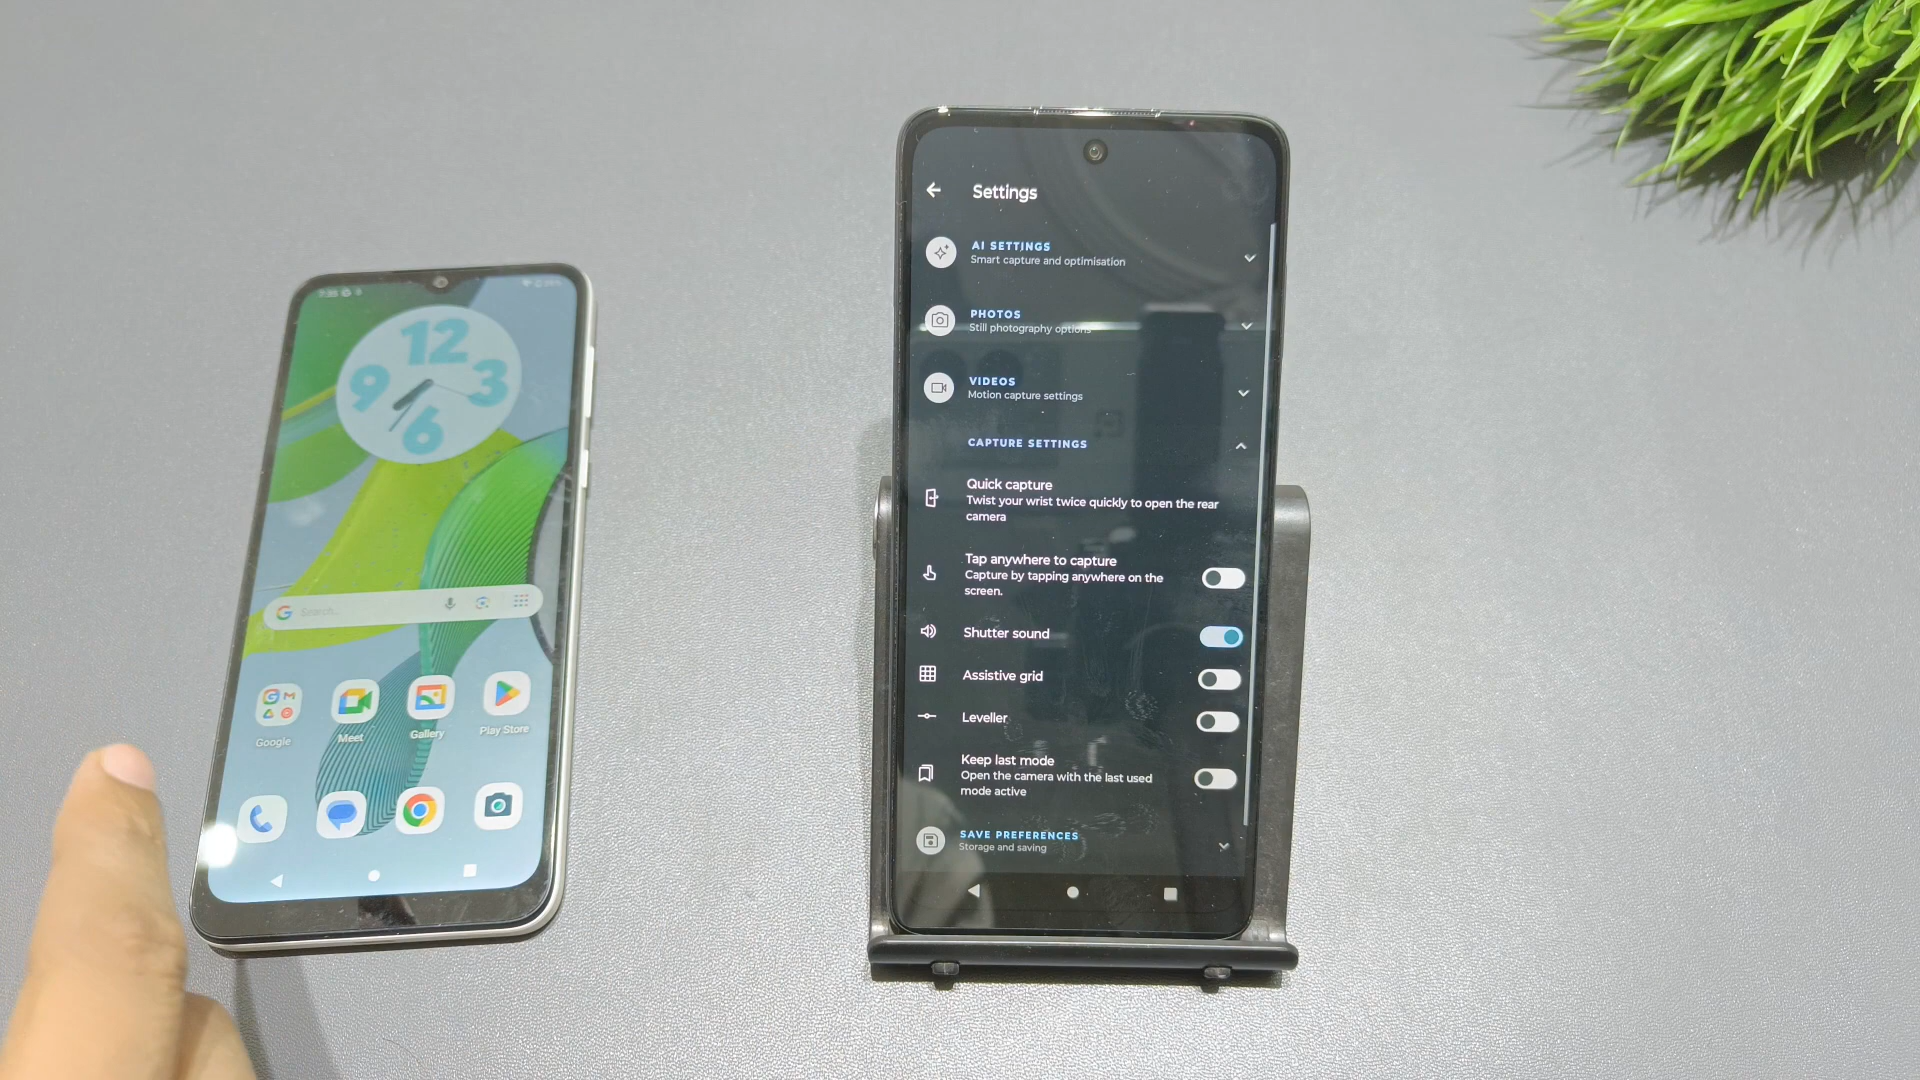 7:35
12
9 3
6
Search...
Google
Meet
Gallery
Play Store
Settings
AI SETTINGS
Smart capture and optimisation
PHOTOS
Still photography options
VIDEOS
Motion capture settings
CAPTURE SETTINGS
Quick capture
Twist your wrist twice quickly to open the rear
camera
Tap anywhere to capture
Capture by tapping anywhere on the
screen.
Shutter sound
Assistive grid
Leveller
Keep last mode
Open the camera with the last used
mode active
SAVE PREFERENCES
Storage and saving